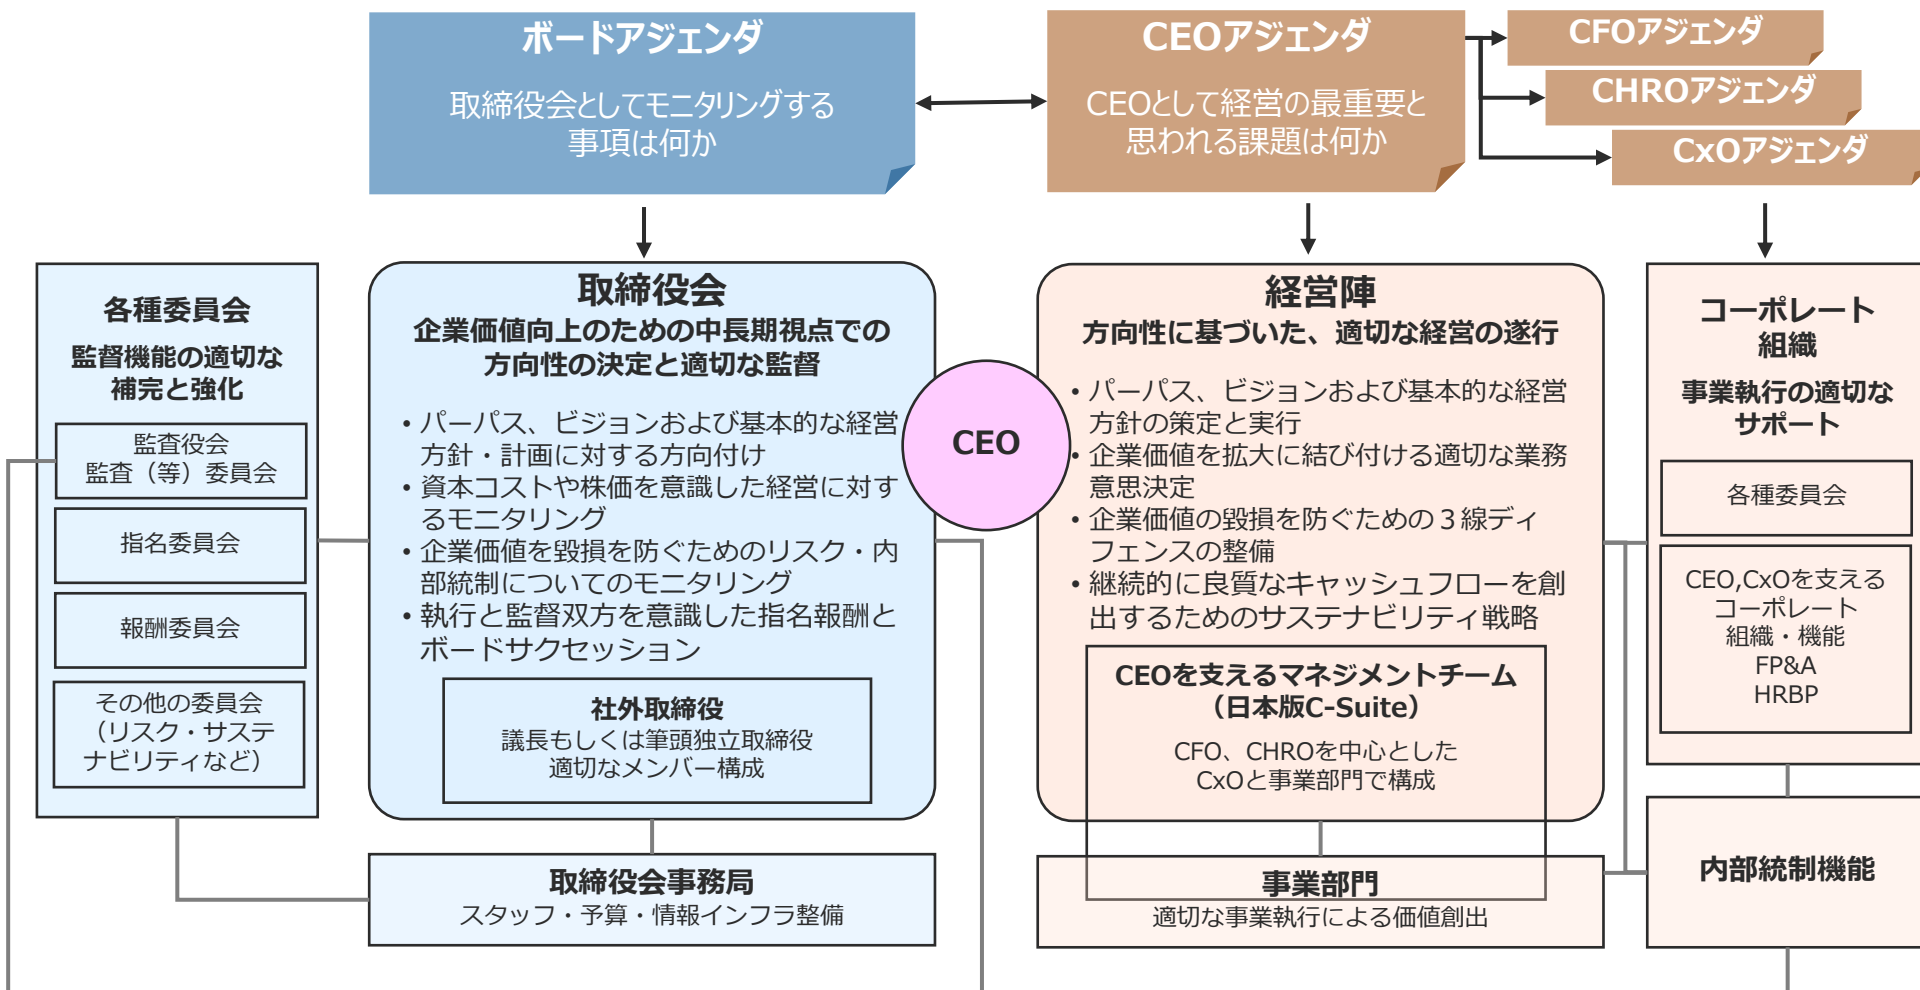 ボードアジェンダ
取締役会としてモニタリングする
事項は何か
CEOアジェンダ
CEOとして経営の最重要と
思われる課題は何か
CFOアジェンダ
CHROアジェンダ
CxOアジェンダ
各種委員会
監督機能の適切な
補完と強化
監査役会
監査（等）委員会
指名委員会
報酬委員会
その他の委員会
（リスク・サステ
ナビリティなど）
取締役会
企業価値向上のための中長期視点での
方向性の決定と適切な監督
・パーパス、ビジョンおよび基本的な経営
方針・計画に対する方向付け
・資本コストや株価を意識した経営に対す
るモニタリング
・企業価値を毀損を防ぐためのリスク・内
部統制についてのモニタリング
・執行と監督双方を意識した指名報酬と
ボードサクセッション
社外取締役
議長もしくは筆頭独立取締役
適切なメンバー構成
取締役会事務局
スタッフ・予算・情報インフラ整備
CEO
経営陣
方向性に基づいた、適切な経営の遂行
・パーパス、ビジョンおよび基本的な経営
方針の策定と実行
・企業価値を拡大に結び付ける適切な業務
意思決定
・企業価値の毀損を防ぐための３線ディ
フェンスの整備
・継続的に良質なキャッシュフローを創
出するためのサステナビリティ戦略
CEOを支えるマネジメントチーム
（日本版C-Suite）
CFO、CHROを中心とした
CxOと事業部門で構成
事業部門
適切な事業執行による価値創出
コーポレート
組織
事業執行の適切な
サポート
各種委員会
CEO,CxOを支える
コーポレート
組織・機能
FP&A
HRBP
内部統制機能